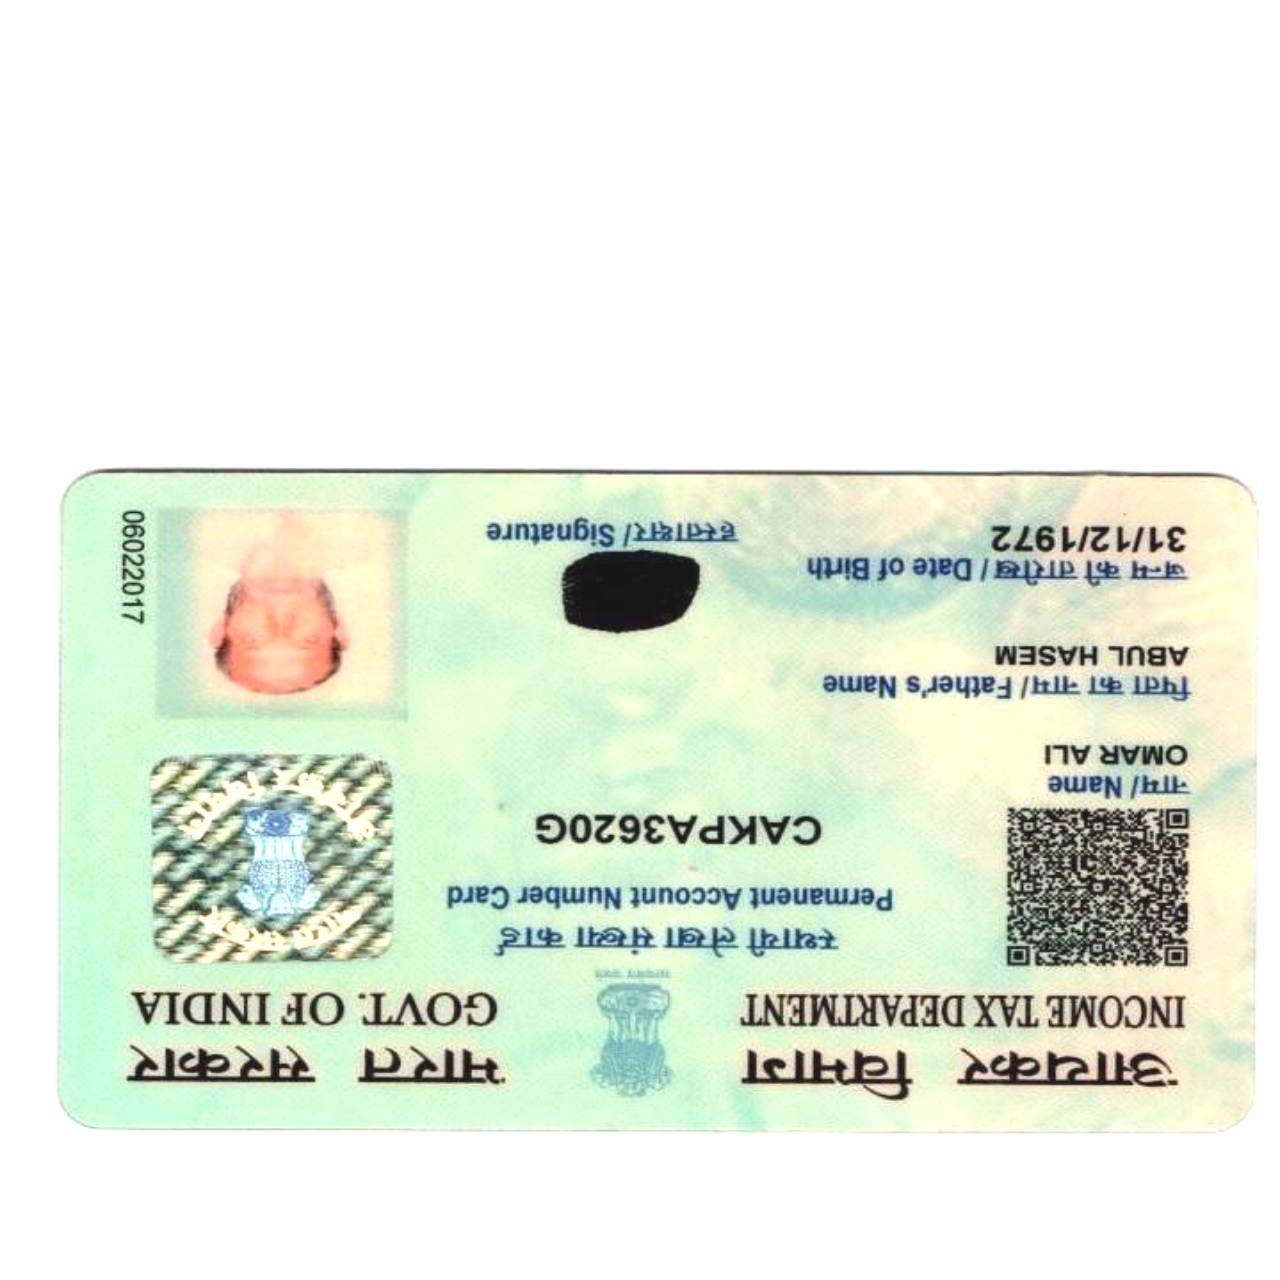 आयकर विभाग
INCOME TAX DEPARTMENT
भारत सरकार
GOVT. OF INDIA
स्थायी लेखा संख्या कार्ड
Permanent Account Number Card
CAKPA3620G
नाम / Name
OMAR ALI
पिता का नाम / Father's Name
ABUL HASEM
जन्म की तारीख / Date of Birth
31/12/1972
हस्ताक्षर / Signature
06022017